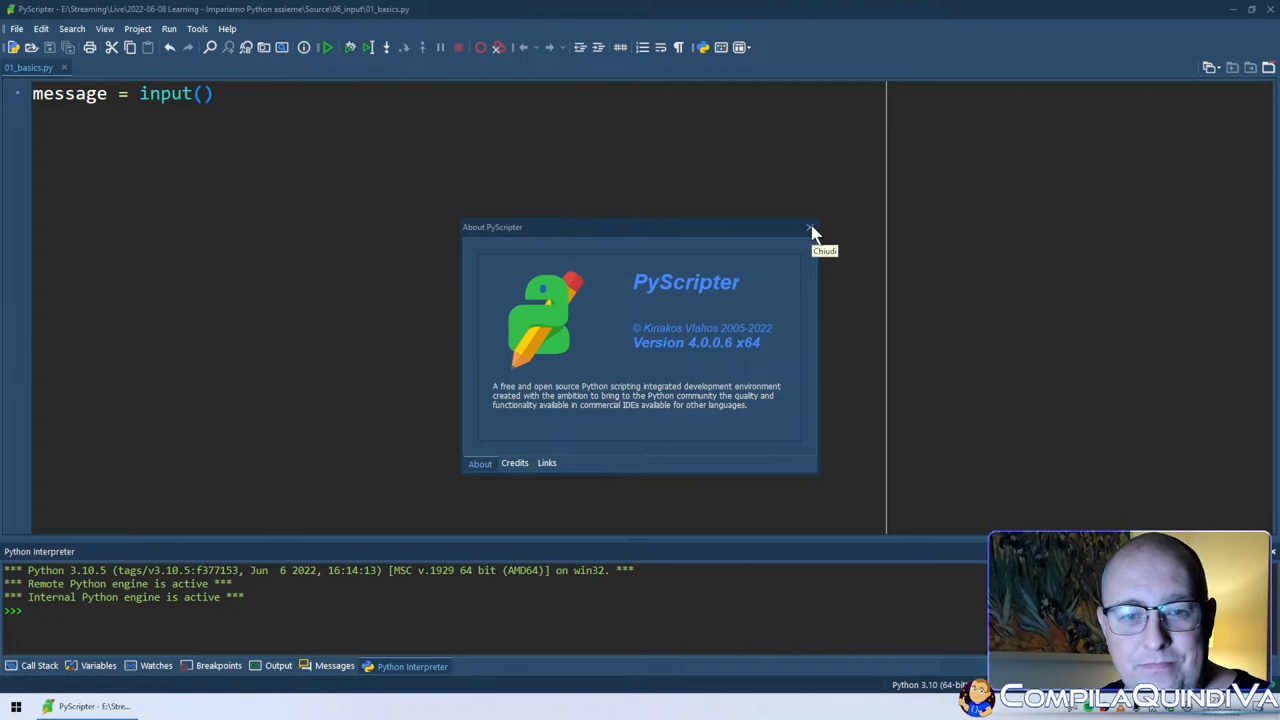 PyScripter - E:\Streaming\Live\2022-06-08 Learning - Impariamo Python assieme\Source\06_input\01_basics.py
File Edit Search View Project Run Tools Help
01_basics.py
message = input()
About PyScripter
Chiudi
PyScripter
© Kiriakos Vlahos 2005-2022
Version 4.0.0.6 x64
A free and open source Python scripting integrated development environment
created with the ambition to bring to the Python community the quality and
functionality available in commercial IDEs available for other languages.
About Credits Links
Python Interpreter
*** Python 3.10.5 (tags/v3.10.5:f377153, Jun  6 2022, 16:14:13) [MSC v.1929 64 bit (AMD64)] on win32. ***
*** Remote Python engine is active ***
*** Internal Python engine is active ***
>>>
Call Stack Variables Watches Breakpoints Output Messages Python Interpreter
Python 3.10 (64-bit)
PyScripter - E:\Stre...
CompilaQuindiVa